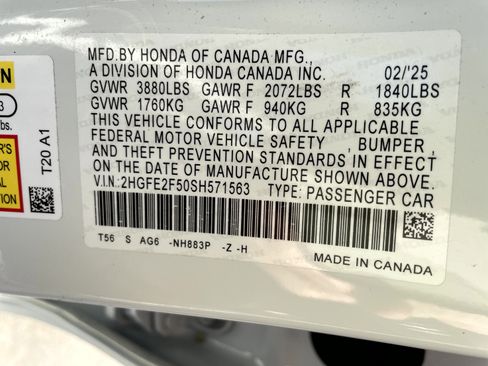 MFD.BY HONDA OF CANADA MFG.,
A DIVISION OF HONDA CANADA INC. 02/'25
GVWR 3880LBS GAWR F 2072LBS R 1840LBS
GVWR 1760KG GAWR F 940KG R 835KG
THIS VEHICLE CONFORMS TO ALL APPLICABLE
FEDERAL MOTOR VEHICLE SAFETY , BUMPER ,
AND THEFT PREVENTION STANDARDS IN EFFECT
ON THE DATE OF MANUFACTURE SHOWN ABOVE.
V.I.N:2HGFE2F50SH571563 TYPE: PASSENGER CAR
T56 S AG6 -NH883P -Z -H
MADE IN CANADA
T20 A1
N
3
bs.
R'S